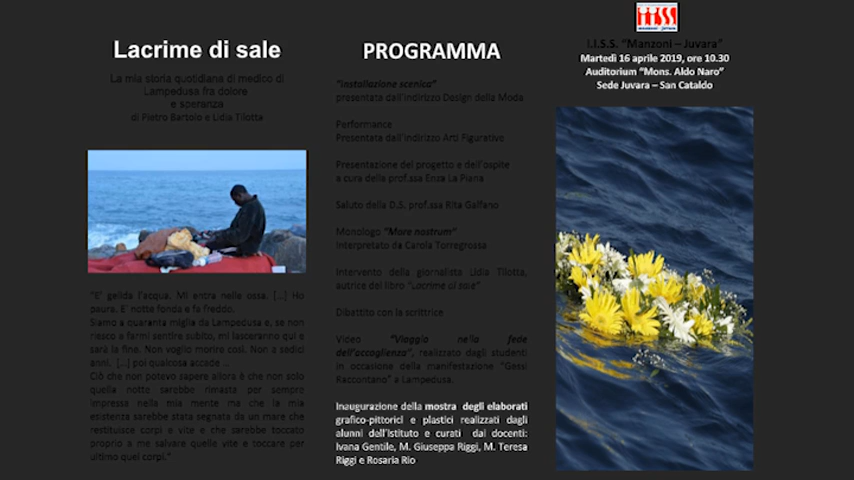 Lacrime di sale
La mia storia quotidiana di medico di
Lampedusa fra dolore
e speranza
di Pietro Bartolo e Lidia Tilotta
"E' gelida l'acqua. Mi entra nelle ossa. [...] Ho
paura. E' notte fonda e fa freddo.
Siamo a quaranta miglia da Lampedusa e, se non
riesco a farmi sentire subito, mi lasceranno qui e
sarà la fine. Non voglio morire così. Non a sedici
anni. [...] poi qualcosa accade ...
Ciò che non potevo sapere allora è che non solo
quella notte sarebbe rimasta per sempre
impressa nella mia mente ma che la mia
esistenza sarebbe stata segnata da un mare che
restituisce corpi e vite e che sarebbe toccato
proprio a me salvare quelle vite e toccare per
ultimo quei corpi."
PROGRAMMA
"Installazione scenica"
presentata dall'indirizzo Design della Moda
Performance
Presentata dall'indirizzo Arti Figurative
Presentazione del progetto e dell'ospite
a cura della prof.ssa Enza La Piana
Saluto della D.S. prof.ssa Rita Galfano
Monologo "Mare nostrum"
Interpretato da Carola Torregrossa
Intervento della giornalista Lidia Tilotta,
autrice del libro "Lacrime di sale"
Dibattito con la scrittrice
Video "Viaggio nella fede
dell'accoglienza", realizzato dagli studenti
in occasione della manifestazione "Gessi
Raccontano" a Lampedusa.
Inaugurazione della mostra degli elaborati
grafico-pittorici e plastici realizzati dagli
alunni dell'Istituto e curati dai docenti:
Ivana Gentile, M. Giuseppa Riggi, M. Teresa
Riggi e Rosaria Rio
I.I.S.S. "Manzoni – Juvara"
Martedì 16 aprile 2019, ore 10.30
Auditorium "Mons. Aldo Naro"
Sede Juvara – San Cataldo